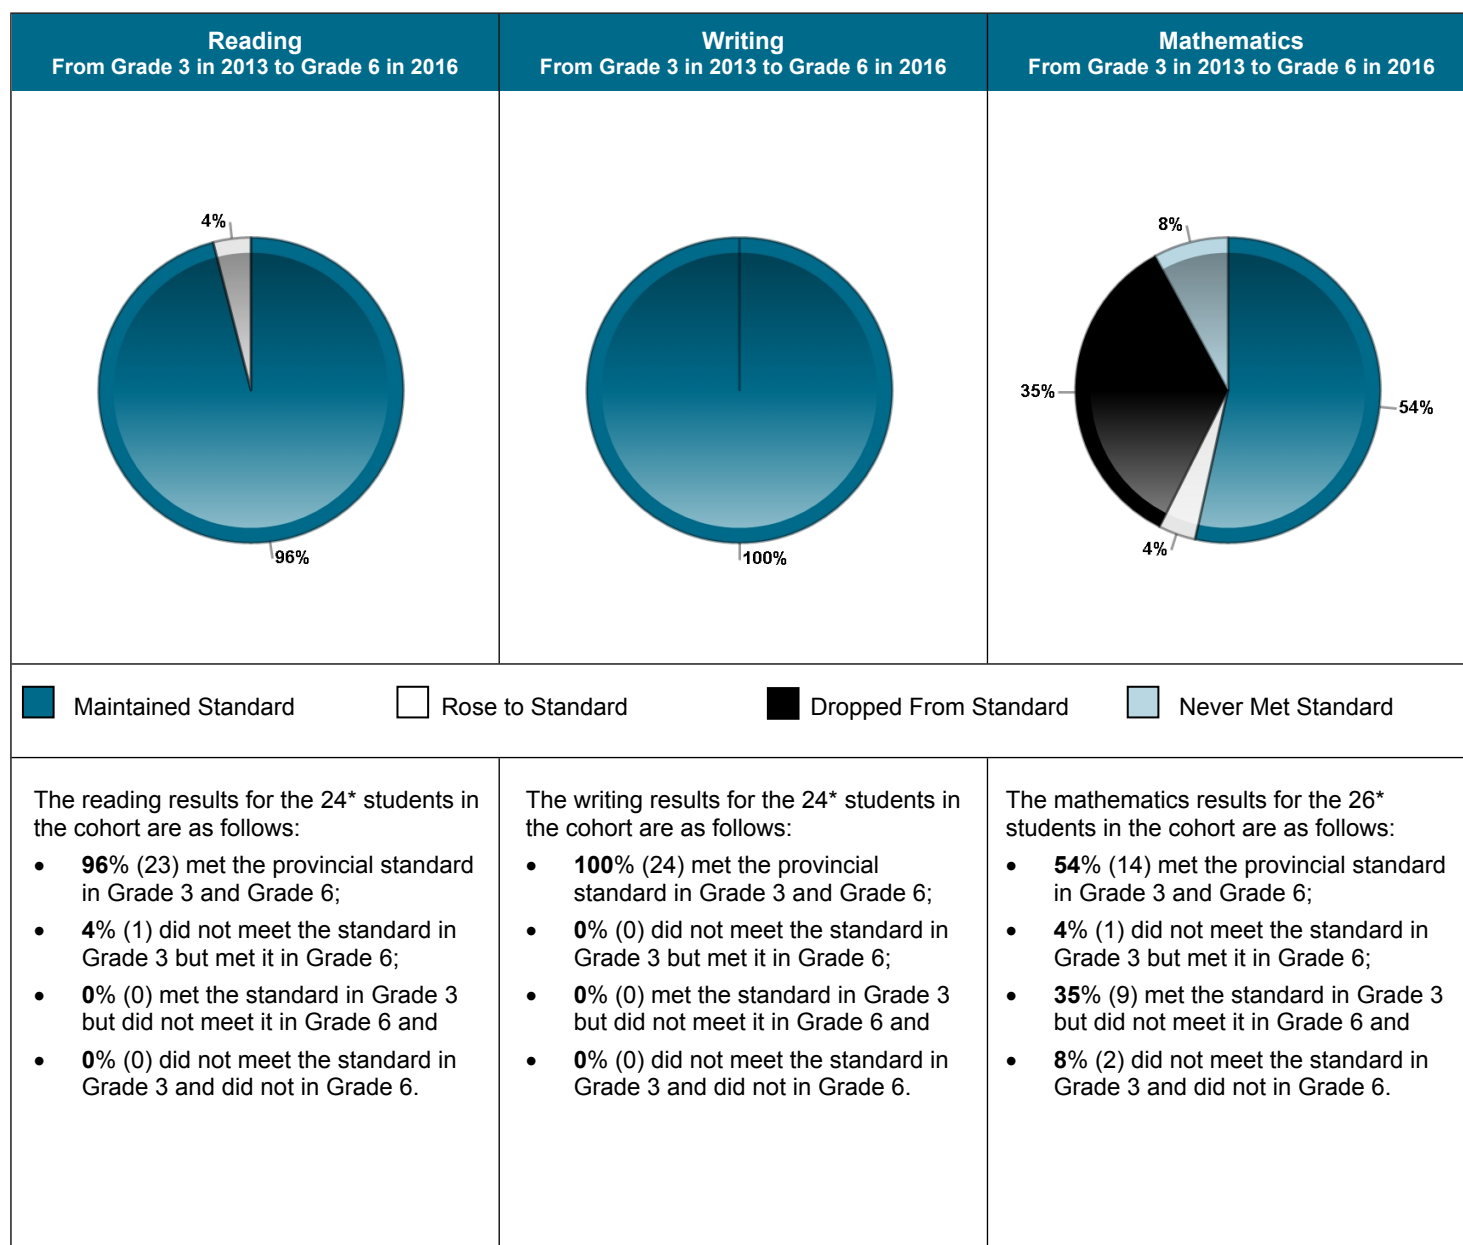 Reading
From Grade 3 in 2013 to Grade 6 in 2016
Writing
From Grade 3 in 2013 to Grade 6 in 2016
Mathematics
From Grade 3 in 2013 to Grade 6 in 2016
4%
96%
100%
8%
35%
54%
4%
Maintained Standard
Rose to Standard
Dropped From Standard
Never Met Standard
The reading results for the 24* students in
the cohort are as follows:
• 96% (23) met the provincial standard
in Grade 3 and Grade 6;
• 4% (1) did not meet the standard in
Grade 3 but met it in Grade 6;
• 0% (0) met the standard in Grade 3
but did not meet it in Grade 6 and
• 0% (0) did not meet the standard in
Grade 3 and did not in Grade 6.
The writing results for the 24* students in
the cohort are as follows:
• 100% (24) met the provincial
standard in Grade 3 and Grade 6;
• 0% (0) did not meet the standard in
Grade 3 but met it in Grade 6;
• 0% (0) met the standard in Grade 3
but did not meet it in Grade 6 and
• 0% (0) did not meet the standard in
Grade 3 and did not in Grade 6.
The mathematics results for the 26*
students in the cohort are as follows:
• 54% (14) met the provincial standard
in Grade 3 and Grade 6;
• 4% (1) did not meet the standard in
Grade 3 but met it in Grade 6;
• 35% (9) met the standard in Grade 3
but did not meet it in Grade 6 and
• 8% (2) did not meet the standard in
Grade 3 and did not in Grade 6.